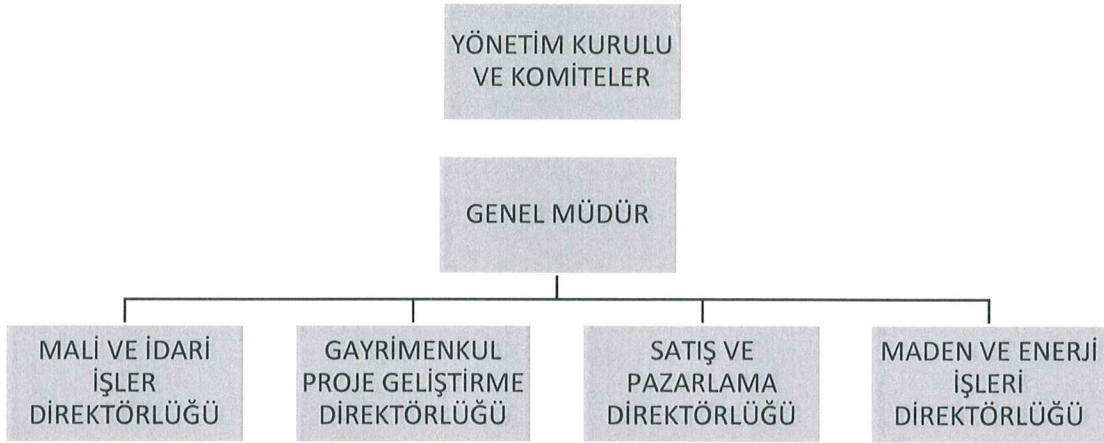 YÖNETİM KURULU
VE KOMİTELER
GENEL MÜDÜR
MALİ VE İDARİ
İŞLER
DİREKTÖRLÜĞÜ
GAYRİMENKUL
PROJE GELİŞTİRME
DİREKTÖRLÜĞÜ
SATIŞ VE
PAZARLAMA
DİREKTÖRLÜĞÜ
MADEN VE ENERJİ
İŞLERİ
DİREKTÖRLÜĞÜ